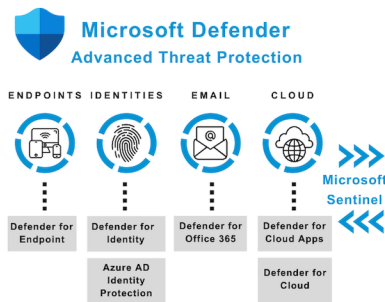 Microsoft Defender
Advanced Threat Protection
ENDPOINTS IDENTITIES EMAIL CLOUD
@
Microsoft
Sentinel
Defender for
Endpoint
Defender for
Identity
Defender for
Office 365
Defender for
Cloud Apps
Azure AD
Identity
Protection
Defender for
Cloud